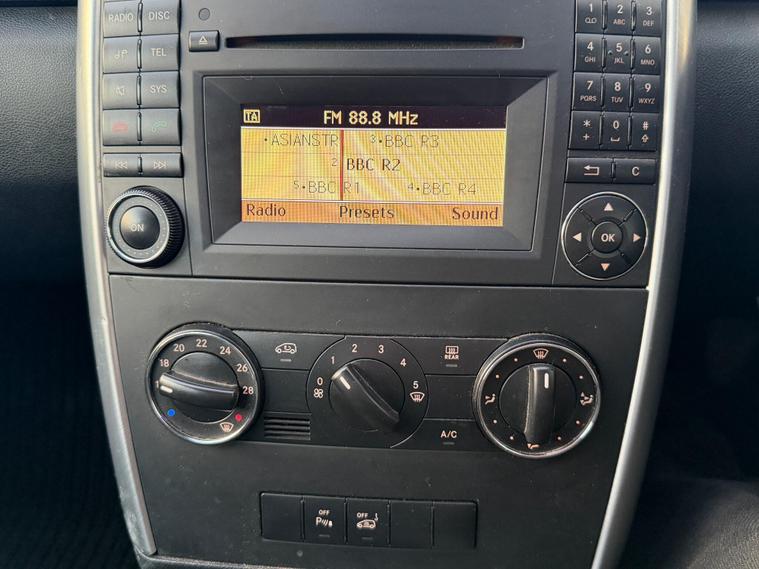 RADIO DISC
TEL
SYS
ON
TA FM 88.8 MHz
•ASIANSTR 3•BBC R3
2 BBC R2
5•BBC R1 4•BBC R4
Radio Presets Sound
1 2 ABC 3 DEF
4 GHI 5 JKL 6 MNO
7 PQRS 8 TUV 9 WXYZ
* + 0 #
C
OK
18 20 22 24 26 28
0 1 2 3 4 5
REAR
A/C
OFF P
OFF